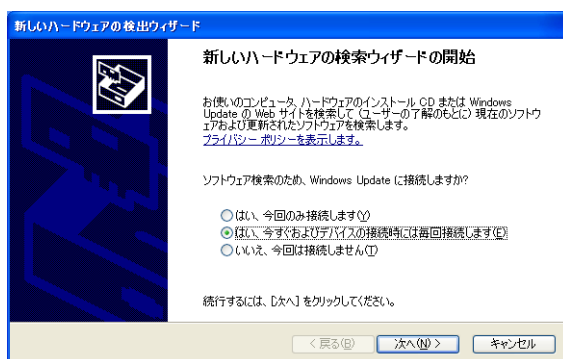 新しいハードウェアの検出ウィザード
新しいハードウェアの検索ウィザードの開始
お使いのコンピュータ、ハードウェアのインストール CD または Windows
Update の Web サイトを検索して (ユーザーの了解のもとに) 現在のソフトウ
ェアおよび更新されたソフトウェアを検索します。
プライバシー ポリシーを表示します。
ソフトウェア検索のため、Windows Update に接続しますか?
はい、今回のみ接続します(Y)
はい、今すぐおよびデバイスの接続時には毎回接続します(E)
いいえ、今回は接続しません(T)
続行するには、[次へ] をクリックしてください。
< 戻る(B) 次へ(N) > キャンセル